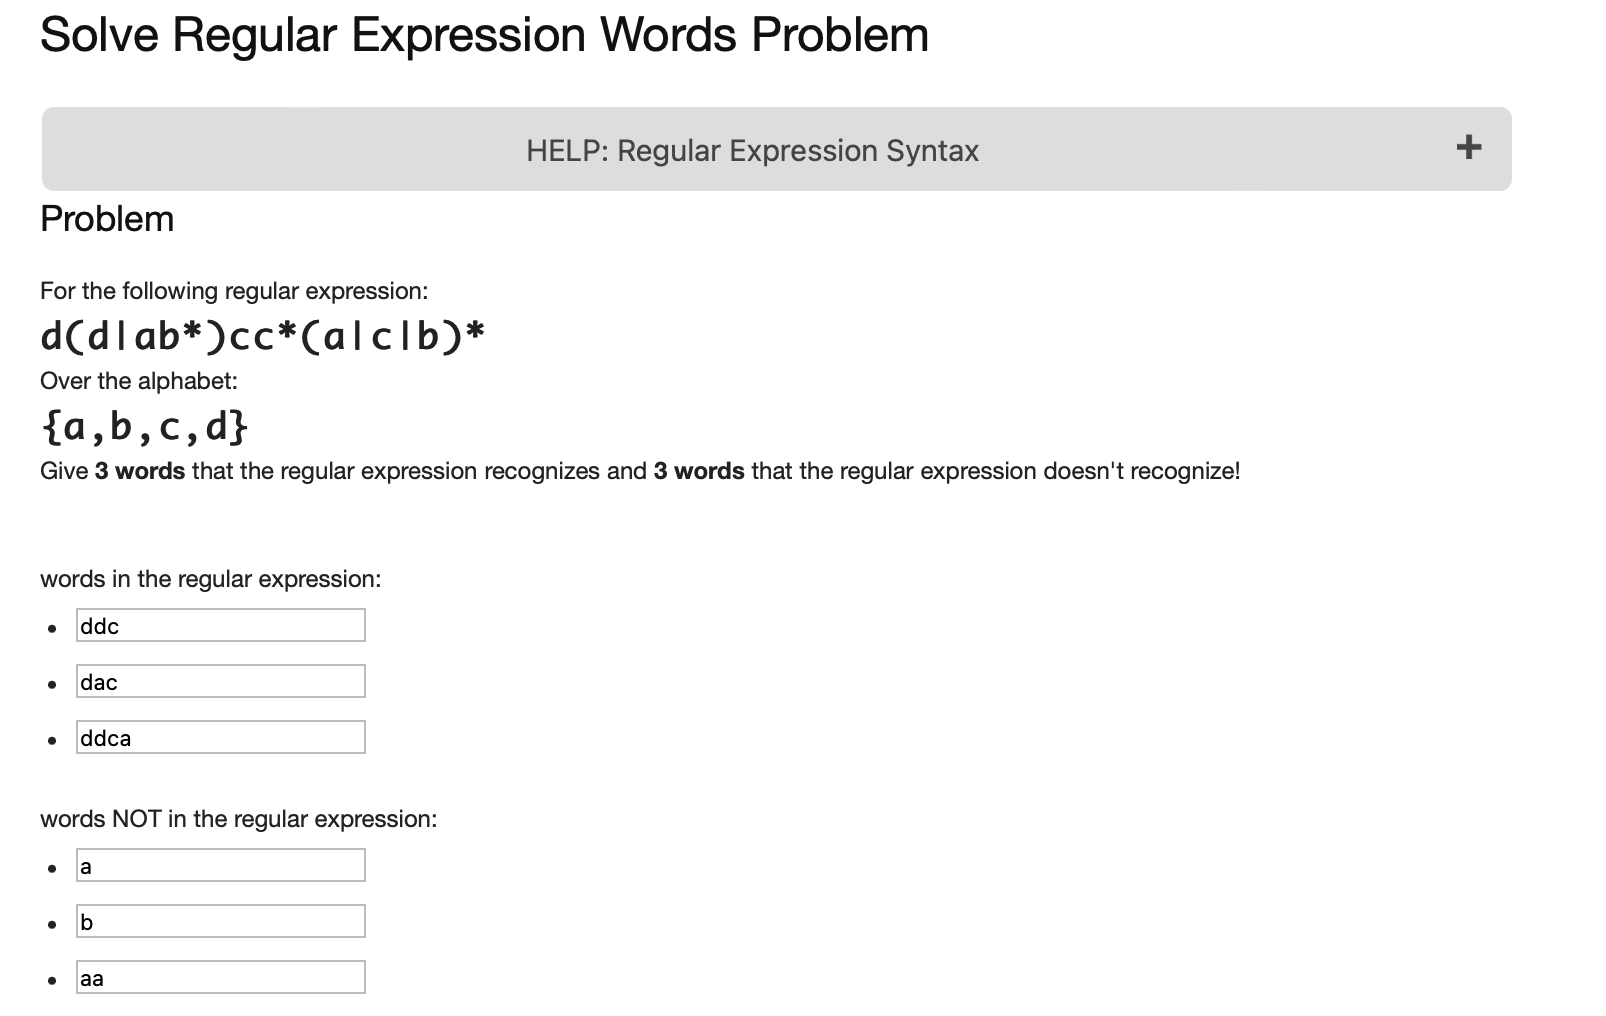 Solve Regular Expression Words Problem
HELP: Regular Expression Syntax +
Problem
For the following regular expression:
d(d|ab*)cc*(a|c|b)*
Over the alphabet:
{a,b,c,d}
Give 3 words that the regular expression recognizes and 3 words that the regular expression doesn't recognize!
words in the regular expression:
• ddc
• dac
• ddca
words NOT in the regular expression:
• a
• b
• aa